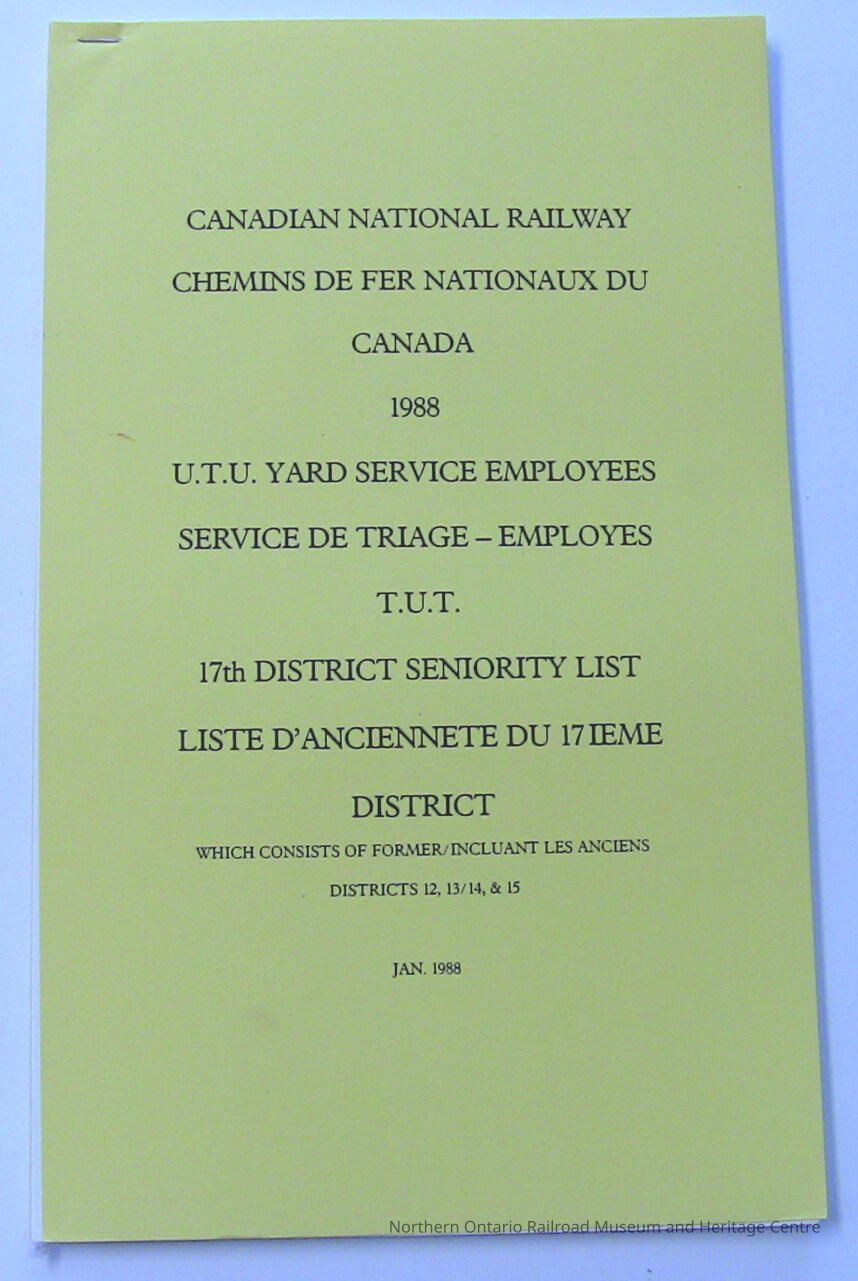 CANADIAN NATIONAL RAILWAY
CHEMINS DE FER NATIONAUX DU
CANADA
1988
U.T.U. YARD SERVICE EMPLOYEES
SERVICE DE TRIAGE – EMPLOYES
T.U.T.
17th DISTRICT SENIORITY LIST
LISTE D'ANCIENNETE DU 17 IEME
DISTRICT
WHICH CONSISTS OF FORMER/INCLUANT LES ANCIENS
DISTRICTS 12, 13/14, & 15
JAN. 1988
Northern Ontario Railroad Museum and Heritage Centre